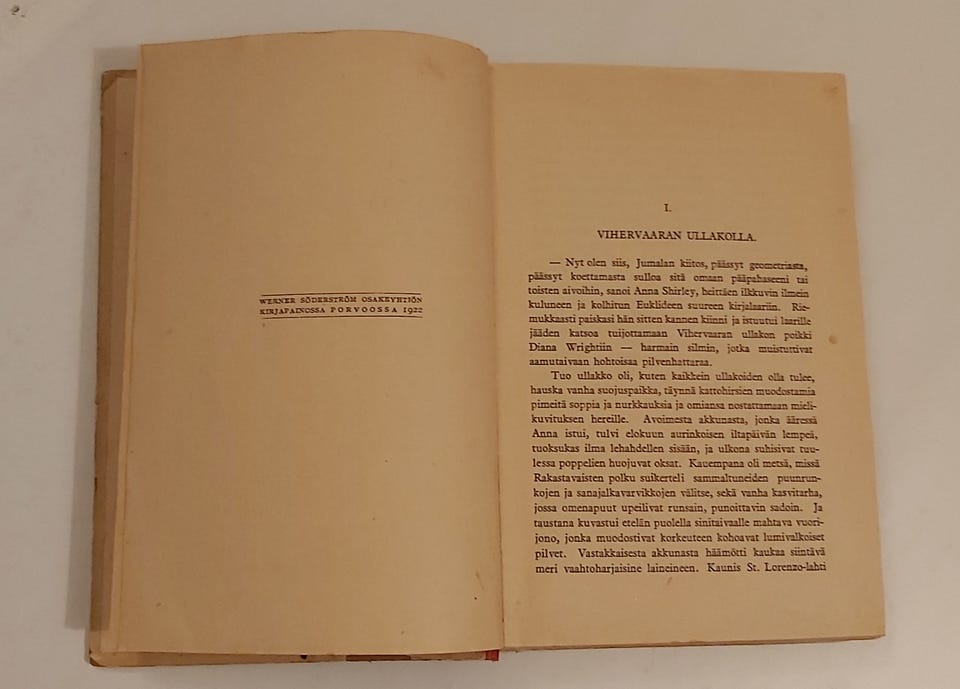 WERNER SÖDERSTRÖM OSAKEYHTIÖN
KIRJAPAINOSSA PORVOOSSA 1922
I.
VIHERVAARAN ULLAKOLLA.
— Nyt olen siis, Jumalan kiitos, päässyt geometriasta,
päässyt koettamasta sulloa sitä omaan pääpahaseeni tai
toisten aivoihin, sanoi Anna Shirley, heittäen ilkkuvin ilmein
kuluneen ja kolhitun Euklideen suureen kirjalaariin. Rie-
mukkaasti paiskasi hän sitten kannen kiinni ja istuutui laarille
jääden katsoa tuijottamaan Vihervaaran ullakon poikki
Diana Wrightiin — harmain silmin, jotka muistuttivat
aamutaivaan hohtoisaa pilvenhattaraa.
Tuo ullakko oli, kuten kaikkein ullakoiden olla tulee,
hauska vanha suojuspaikka, täynnä kattohirsien muodostamia
pimeitä soppia ja nurkkauksia ja omiansa nostattamaan mieli-
kuvituksen hereille. Avoimesta akkunasta, jonka ääressä
Anna istui, tulvi elokuun aurinkoisen iltapäivän lempeä,
tuoksukas ilma lehahdellen sisään, ja ulkona suhisivat tuu-
lessa poppelien huojuvat oksat. Kauempana oli metsä, missä
Rakastavaisten polku suikerteli sammaltuneiden puunrun-
kojen ja sanajalkavarvikkojen välitse, sekä vanha kasvitarha,
jossa omenapuut upeilivat runsain, punoittavin sadoin. Ja
taustana kuvastui etelän puolella sinitaivaalle mahtava vuori-
jono, jonka muodostivat korkeuteen kohoavat lumivalkoiset
pilvet. Vastakkaisesta akkunasta häämötti kaukaa siintävä
meri vaahtoharjaisine laineineen. Kaunis St. Lorenzo-lahti